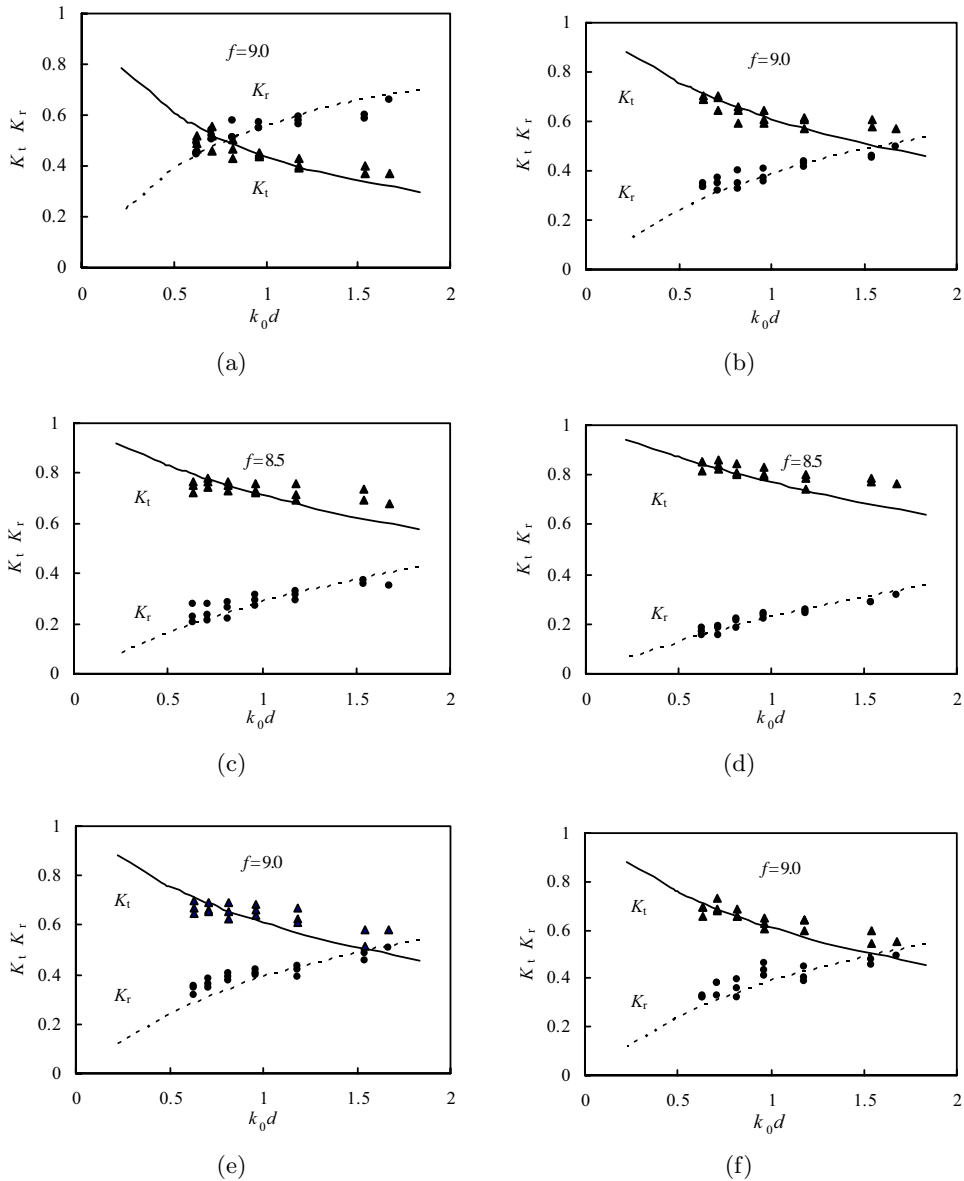 1
0.8
0.6
0.4
0.2
0
K_t K_r
f=9.0
K_r
K_t
0 0.5 1 1.5 2
k_0d
(a)
1
0.8
0.6
0.4
0.2
0
K_t K_r
f=9.0
K_t
K_r
0 0.5 1 1.5 2
k_0d
(b)
1
0.8
0.6
0.4
0.2
0
K_t K_r
f=8.5
K_t
K_r
0 0.5 1 1.5 2
k_0d
(c)
1
0.8
0.6
0.4
0.2
0
K_t K_r
f=8.5
K_t
K_r
0 0.5 1 1.5 2
k_0d
(d)
1
0.8
0.6
0.4
0.2
0
K_t K_r
f=9.0
K_t
K_r
0 0.5 1 1.5 2
k_0d
(e)
1
0.8
0.6
0.4
0.2
0
K_t K_r
f=9.0
K_t
K_r
0 0.5 1 1.5 2
k_0d
(f)